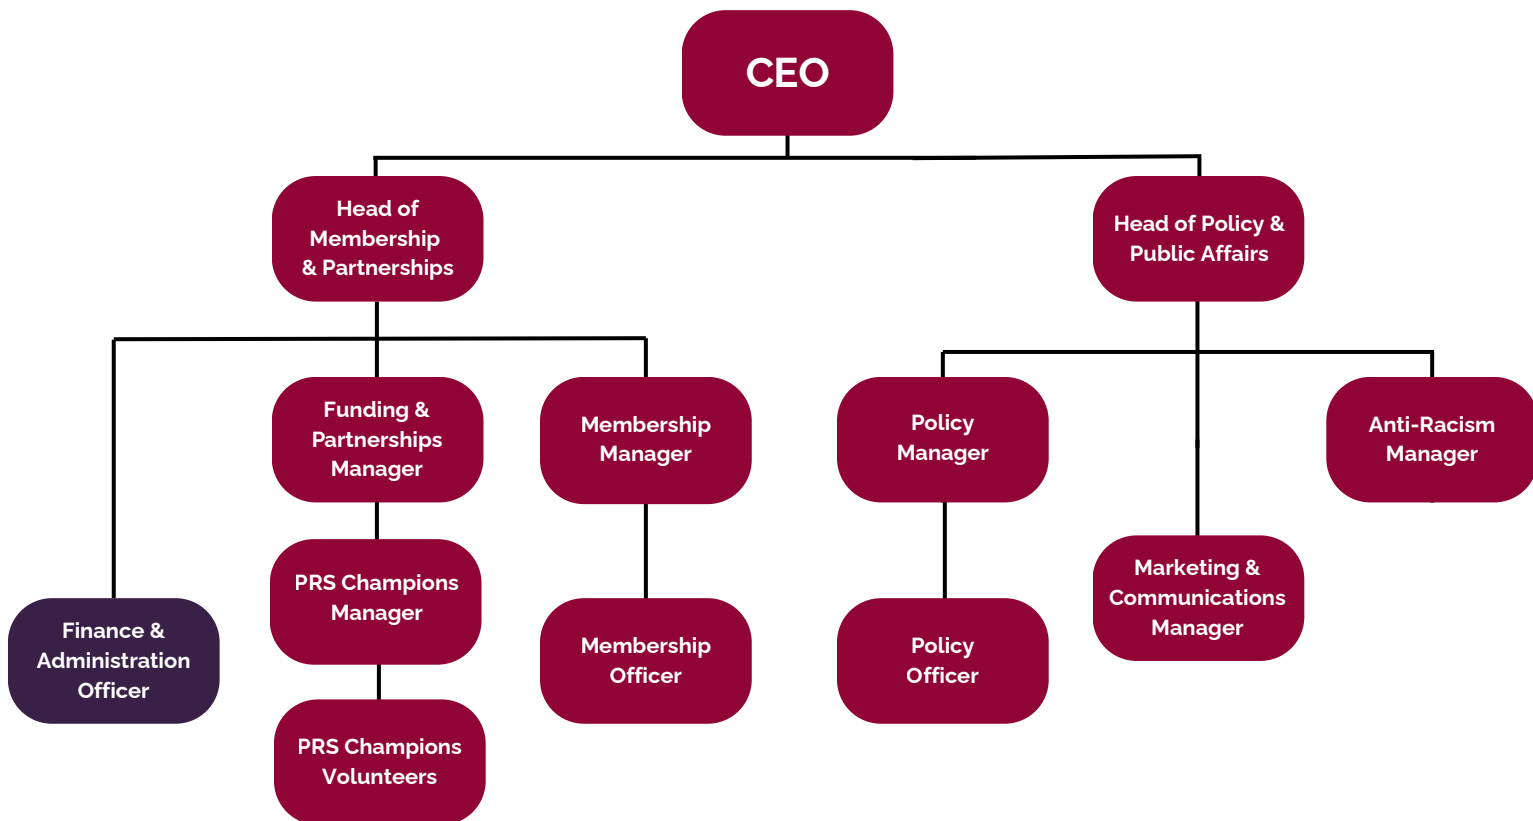 CEO
Head of
Membership
& Partnerships
Head of Policy &
Public Affairs
Funding &
Partnerships
Manager
Membership
Manager
Policy
Manager
Anti-Racism
Manager
PRS Champions
Manager
Marketing &
Communications
Manager
Finance &
Administration
Officer
Membership
Officer
Policy
Officer
PRS Champions
Volunteers